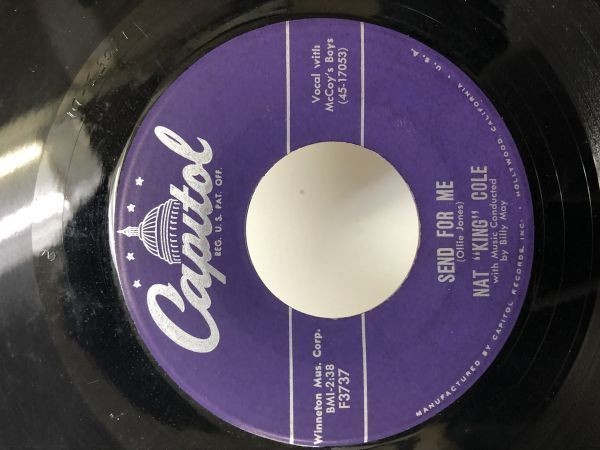 Capitol
REG. U.S. PAT. OFF.
Vocal with
McCoy's Boys
(45-17053)
Winneton Mus. Corp.
BMI-2:38
F3737
SEND FOR ME
(Ollie Jones)
NAT "KING" COLE
with Music Conducted
by Billy May
MANUFACTURED BY CAPITOL RECORDS, INC. • HOLLYWOOD, CALIFORNIA • U.S.A.